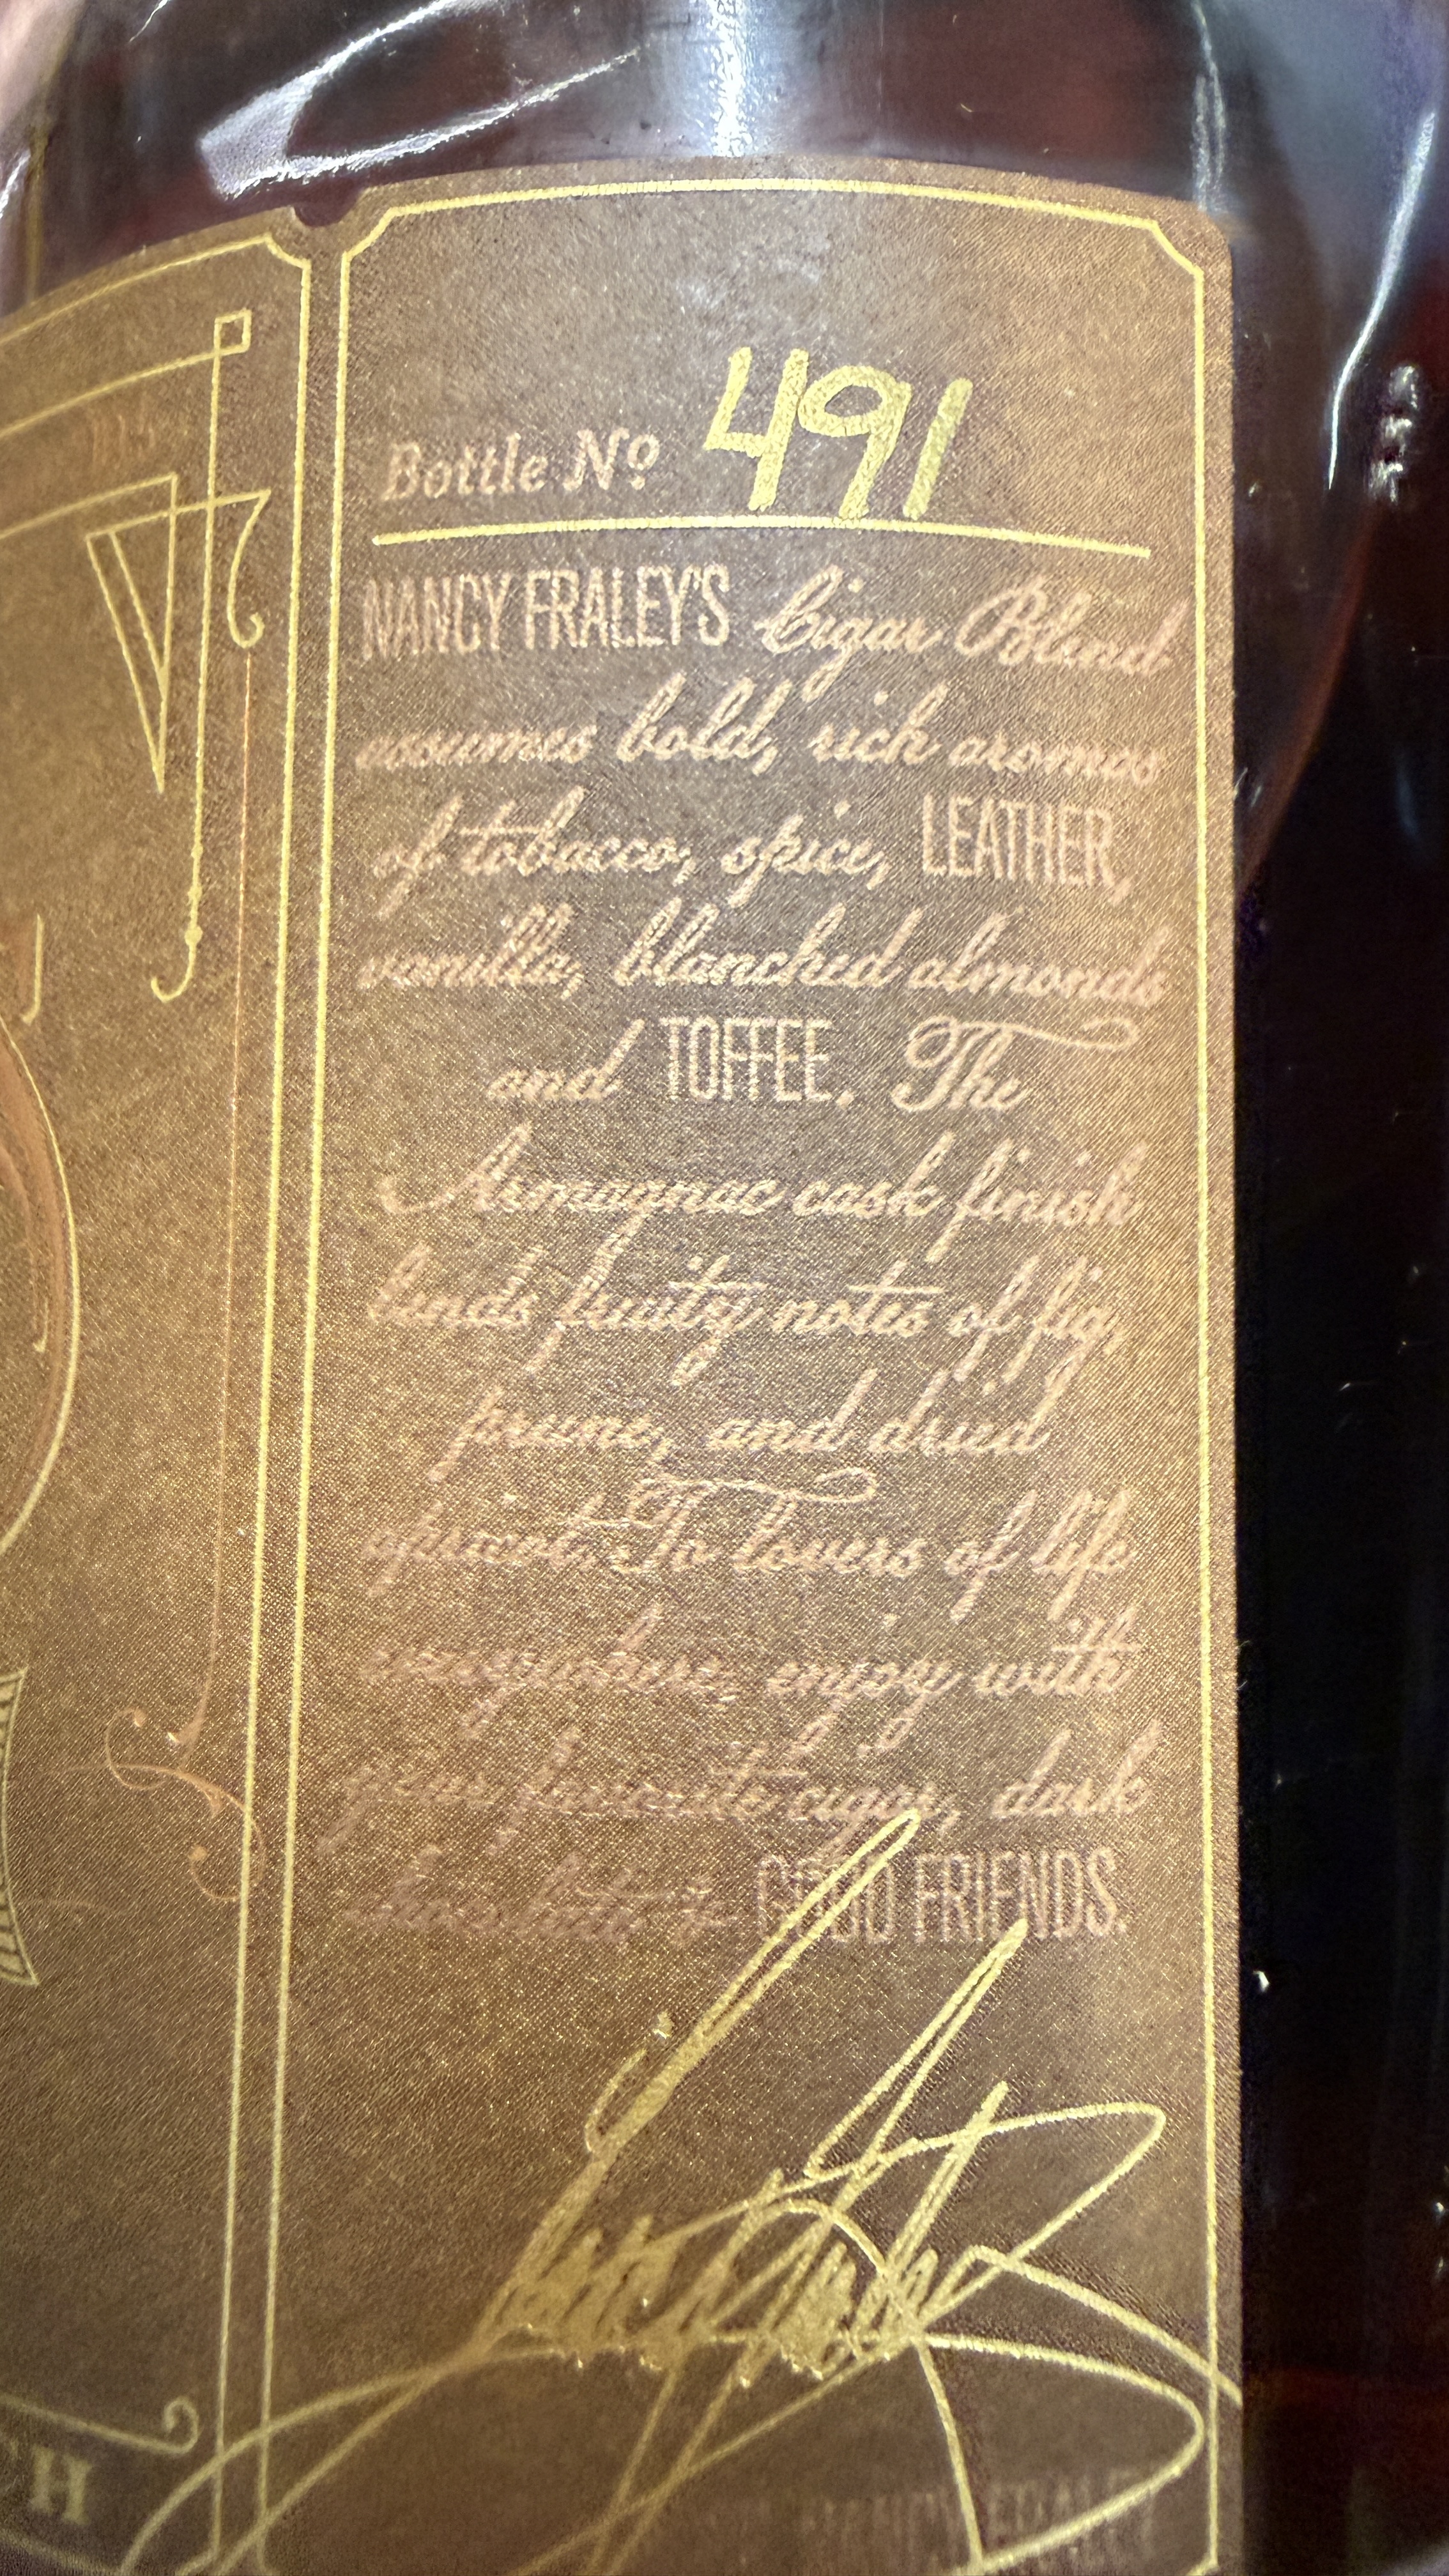 Bottle Nº 491
NANCY FRALEY'S Cigar Blend
assumes bold, rich aromas
of tobacco, spice, LEATHER,
vanilla, blanched almonds
and TOFFEE. The
Armagnac cask finish
lends fruity notes of fig,
prune, and dried
apricot. To lovers of life
everywhere, enjoy with
your favorite cigar, dark
chocolate & GOOD FRIENDS.
NANCY FRALEY
H